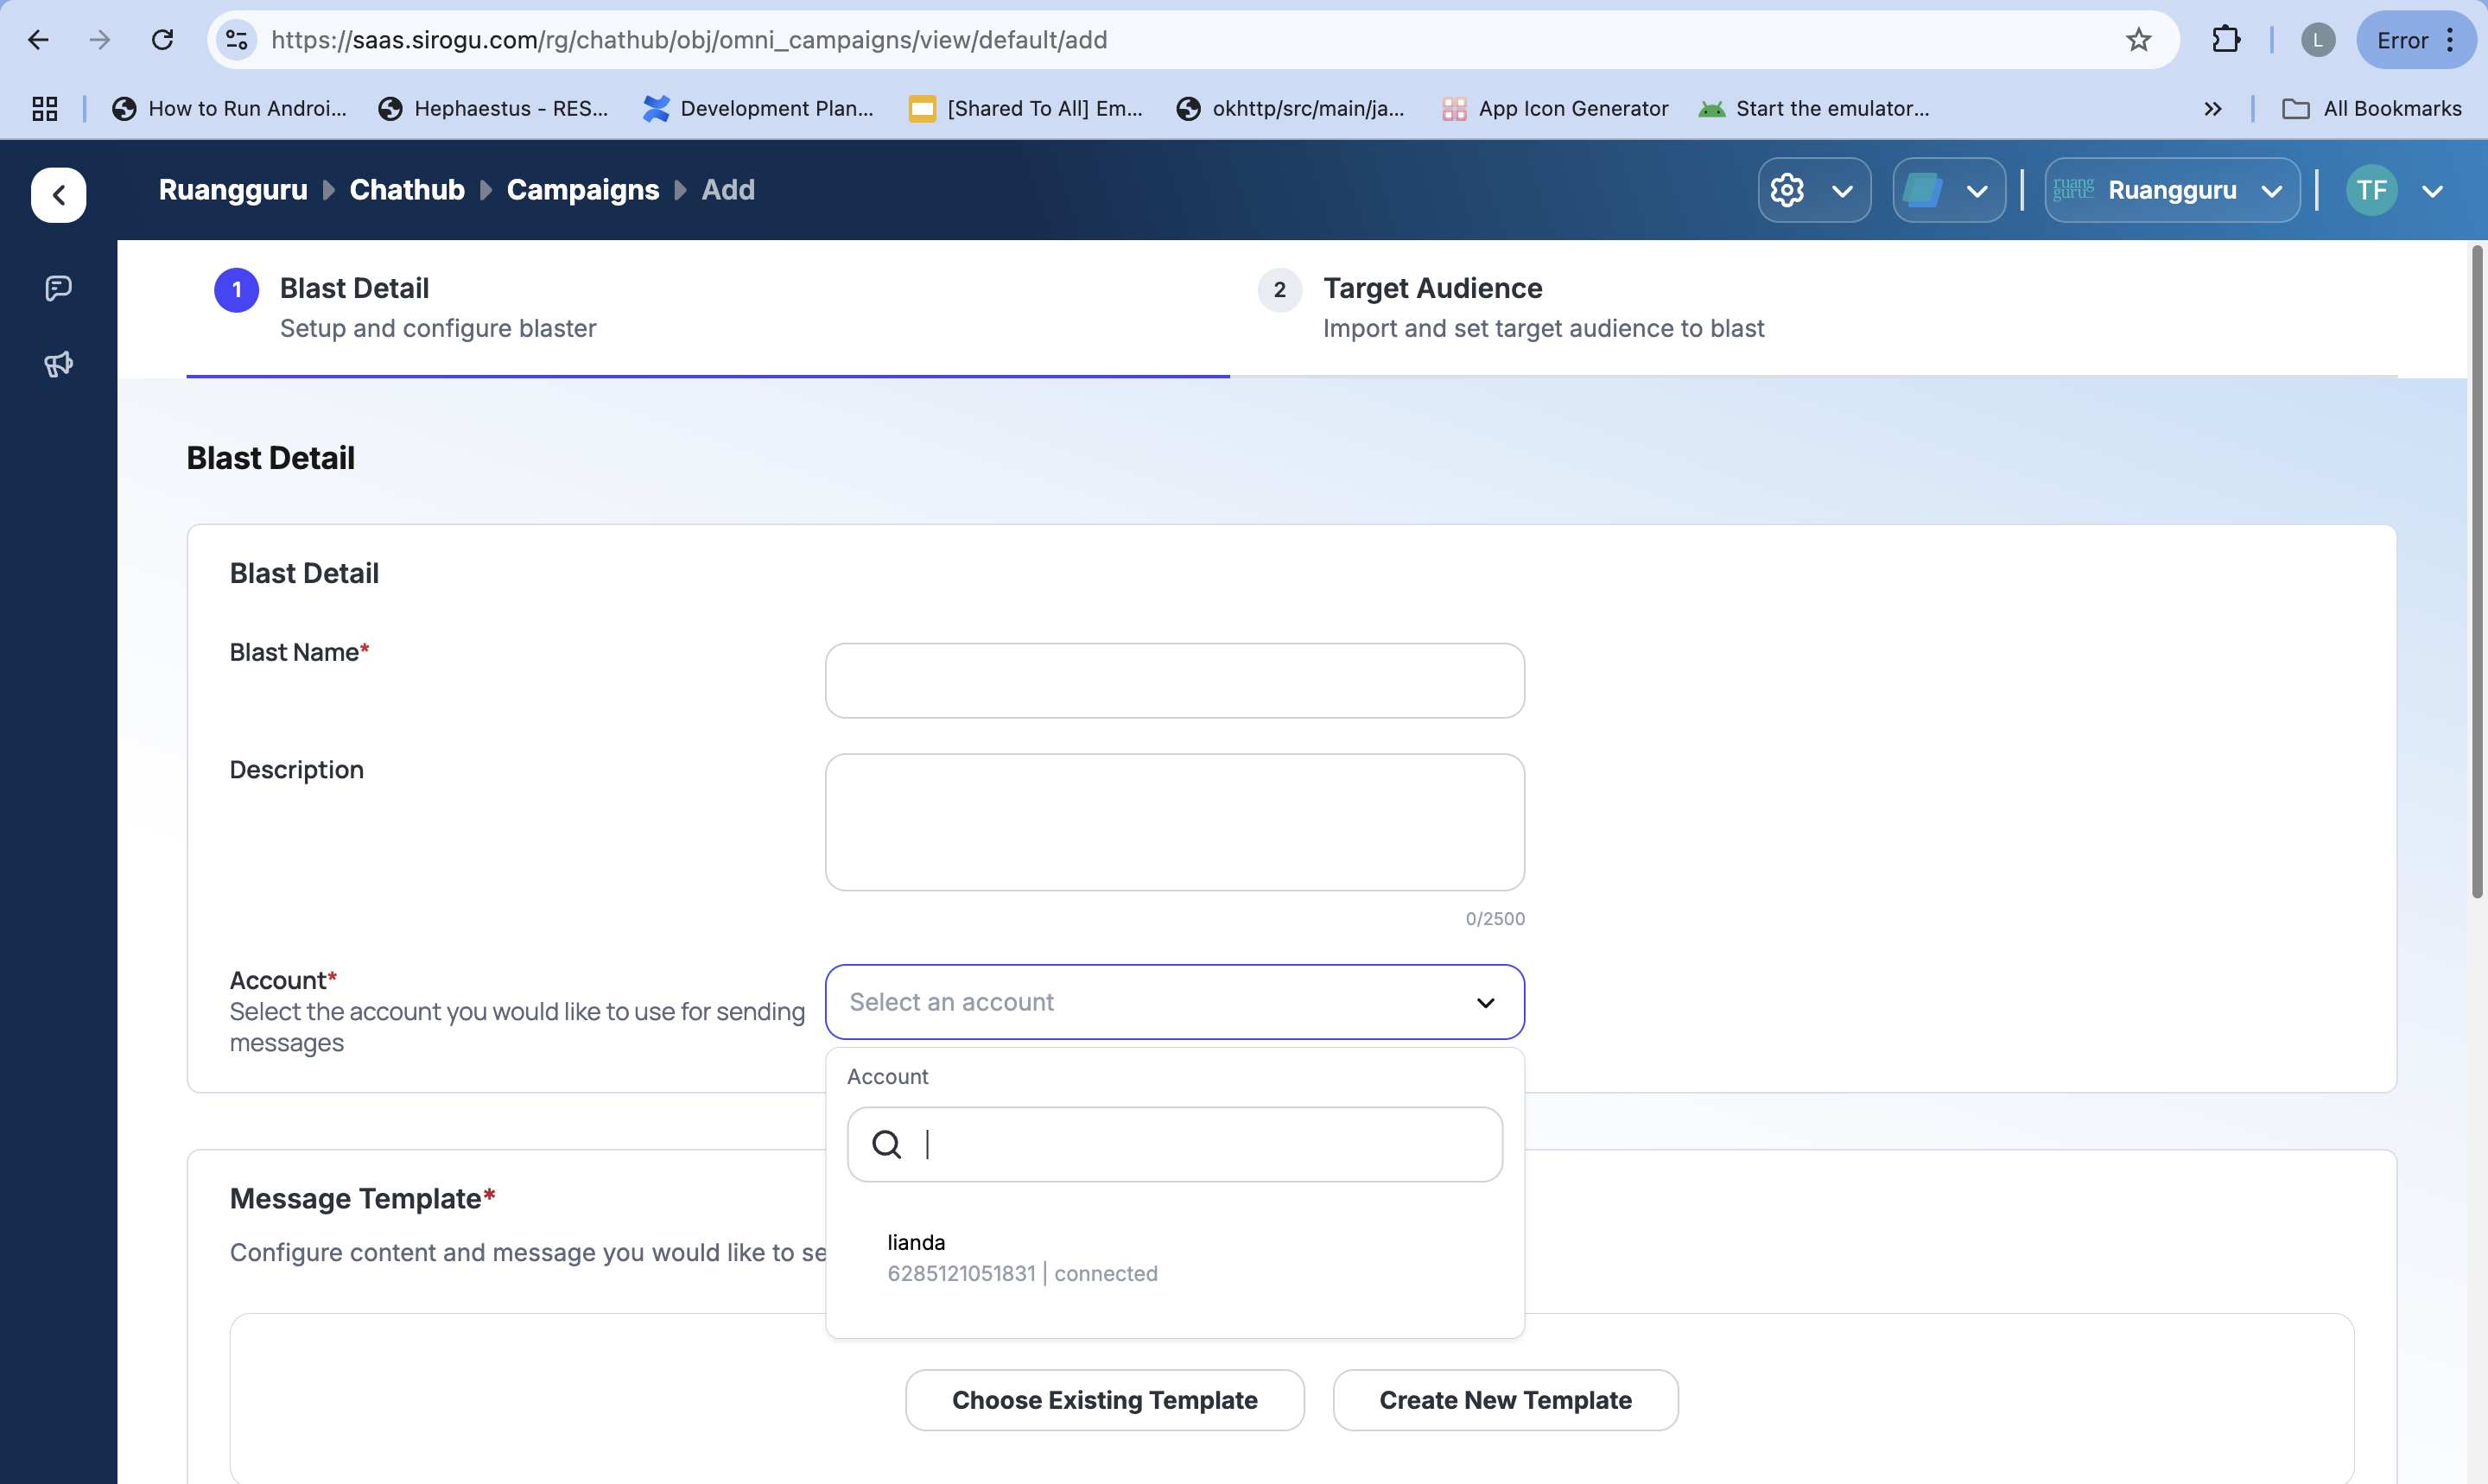 https://saas.sirogu.com/rg/chathub/obj/omni_campaigns/view/default/add
L
Error
How to Run Androi...
Hephaestus - RES...
Development Plan...
[Shared To All] Em...
okhttp/src/main/ja...
App Icon Generator
Start the emulator...
All Bookmarks
Ruangguru
Chathub
Campaigns
Add
ruang
guru
Ruangguru
TF
1
Blast Detail
Setup and configure blaster
2
Target Audience
Import and set target audience to blast
Blast Detail
Blast Detail
Blast Name*
Description
0/2500
Account*
Select the account you would like to use for sending
messages
Select an account
Account
lianda
6285121051831 | connected
Message Template*
Configure content and message you would like to se
Choose Existing Template
Create New Template